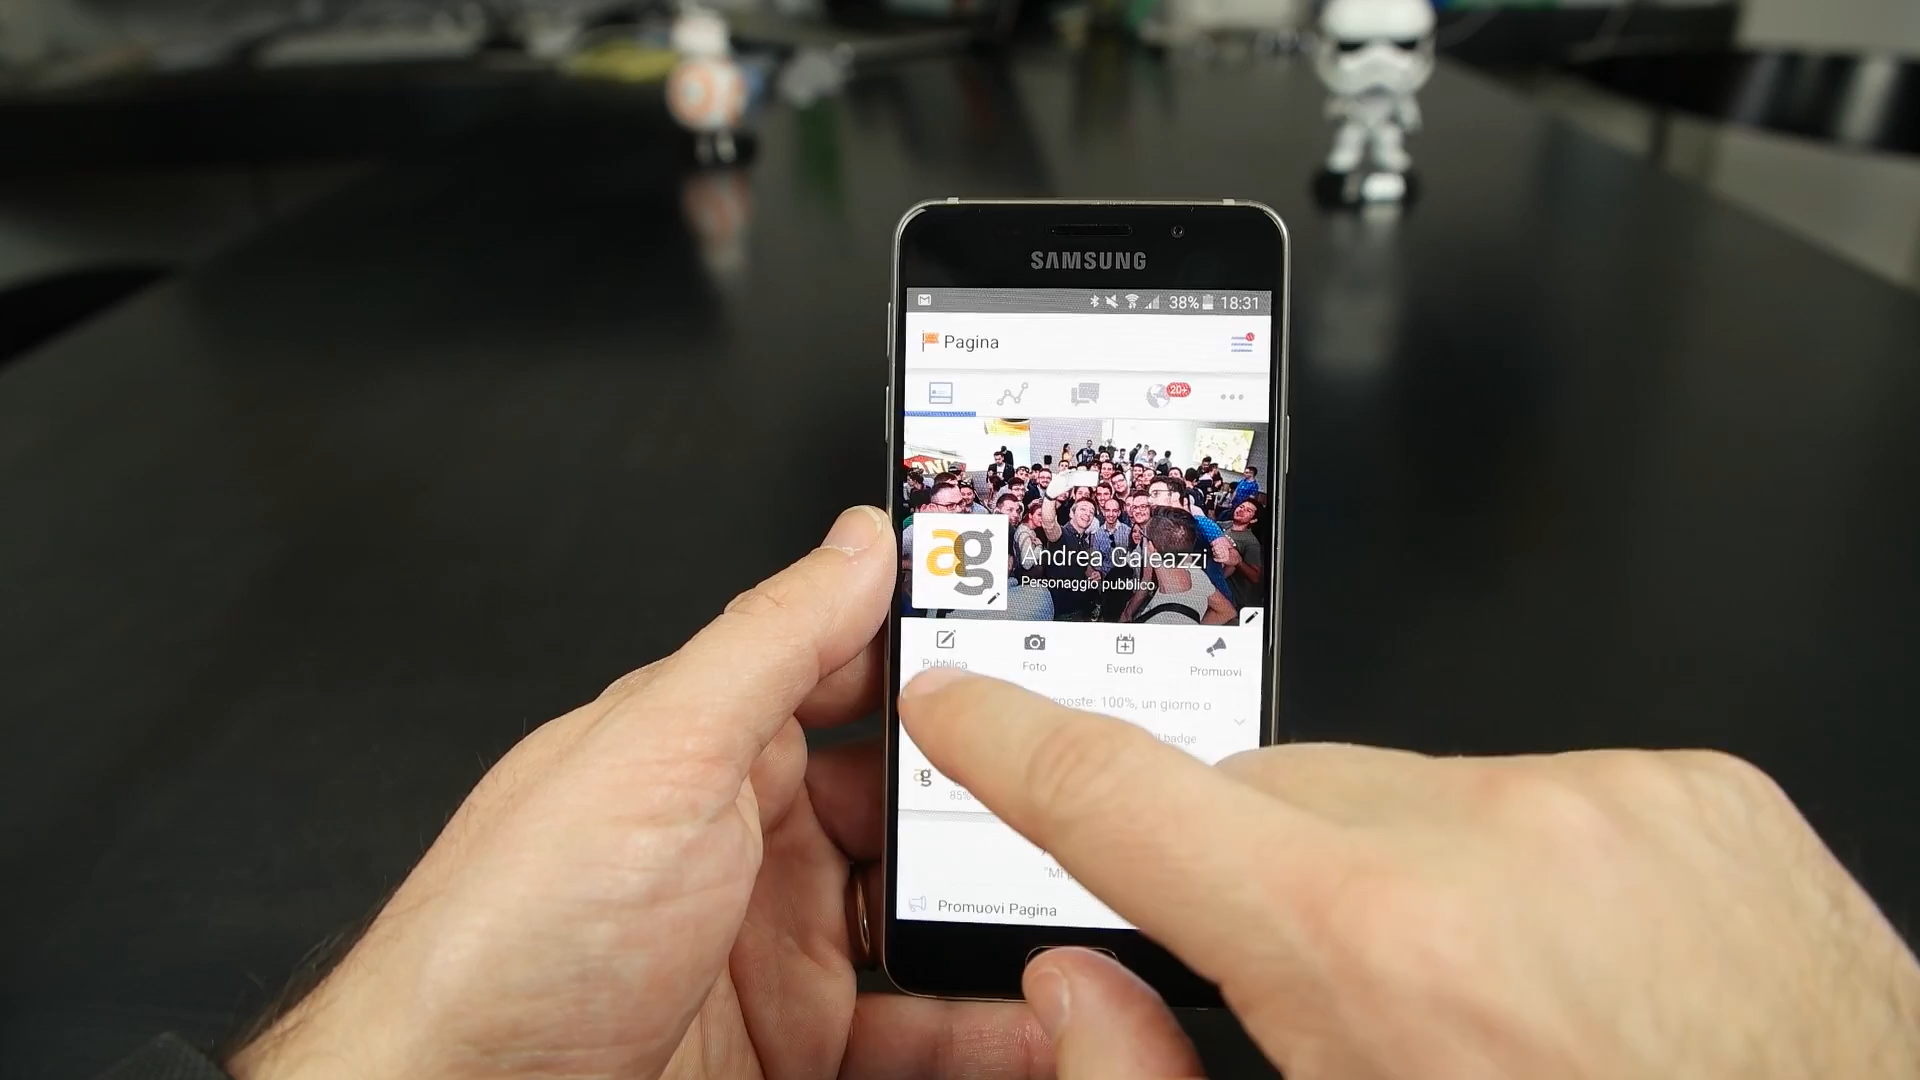 SAMSUNG
38% 18:31
Pagina
20+
ag
Andrea Galeazzi
Personaggio pubblico
Pubblica Foto Evento Promuovi
100%, un giorno o
badge
ag
85%
"Mi
Promuovi Pagina